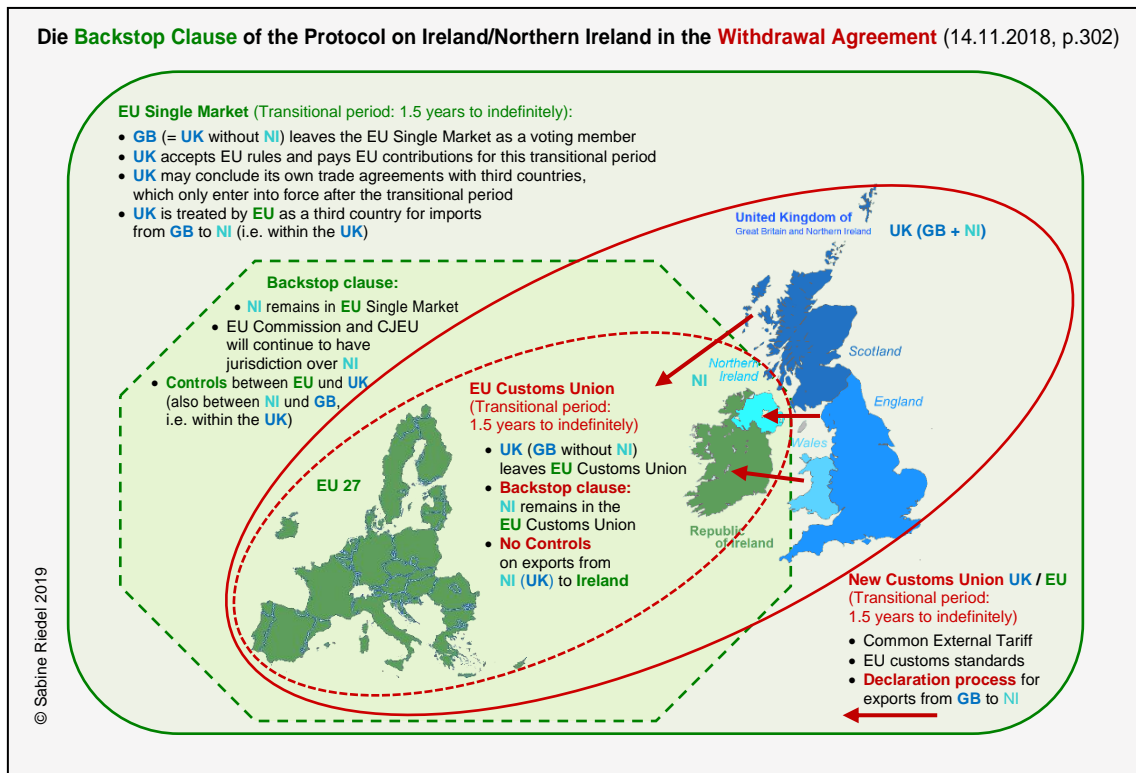 Die Backstop Clause of the Protocol on Ireland/Northern Ireland in the Withdrawal Agreement (14.11.2018, p.302)
EU Single Market (Transitional period: 1.5 years to indefinitely):
• GB (= UK without NI) leaves the EU Single Market as a voting member
• UK accepts EU rules and pays EU contributions for this transitional period
• UK may conclude its own trade agreements with third countries,
which only enter into force after the transitional period
• UK is treated by EU as a third country for imports
from GB to NI (i.e. within the UK)
United Kingdom of
Great Britain and Northern Ireland
UK (GB + NI)
Backstop clause:
• NI remains in EU Single Market
• EU Commission and CJEU
will continue to have
jurisdiction over NI
• Controls between EU und UK
(also between NI und GB,
i.e. within the UK)
EU 27
EU Customs Union
(Transitional period:
1.5 years to indefinitely)
• UK (GB without NI)
leaves EU Customs Union
• Backstop clause:
NI remains in the
EU Customs Union
• No Controls
on exports from
NI (UK) to Ireland
NI
Northern
Ireland
Scotland
England
Wales
Republic
of Ireland
New Customs Union UK / EU
(Transitional period:
1.5 years to indefinitely)
• Common External Tariff
• EU customs standards
• Declaration process for
exports from GB to NI
© Sabine Riedel 2019